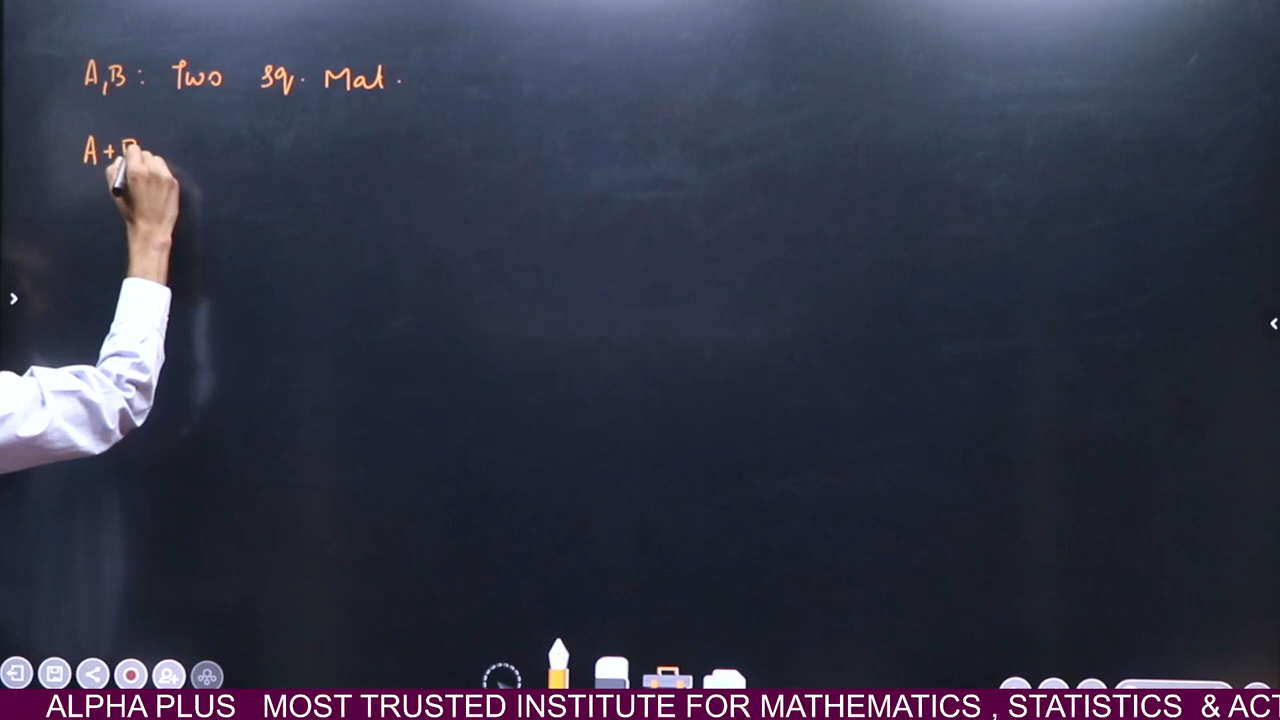 A,B: Two sq. Mat.
A+B
ALPHA PLUS MOST TRUSTED INSTITUTE FOR MATHEMATICS , STATISTICS & ACT